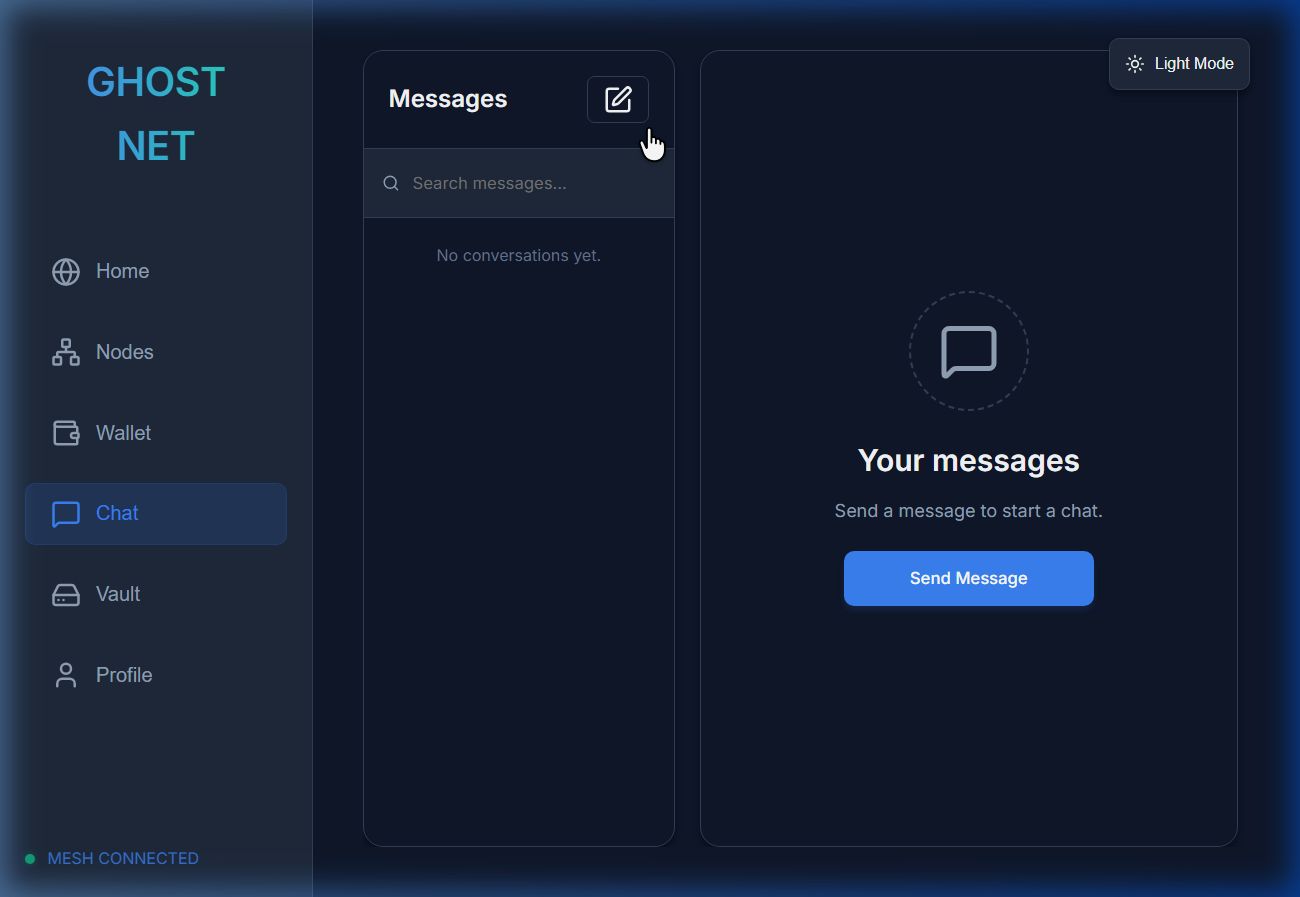 GHOST
NET
Home
Nodes
Wallet
Chat
Vault
Profile
MESH CONNECTED
Messages
Search messages...
No conversations yet.
Light Mode
Your messages
Send a message to start a chat.
Send Message